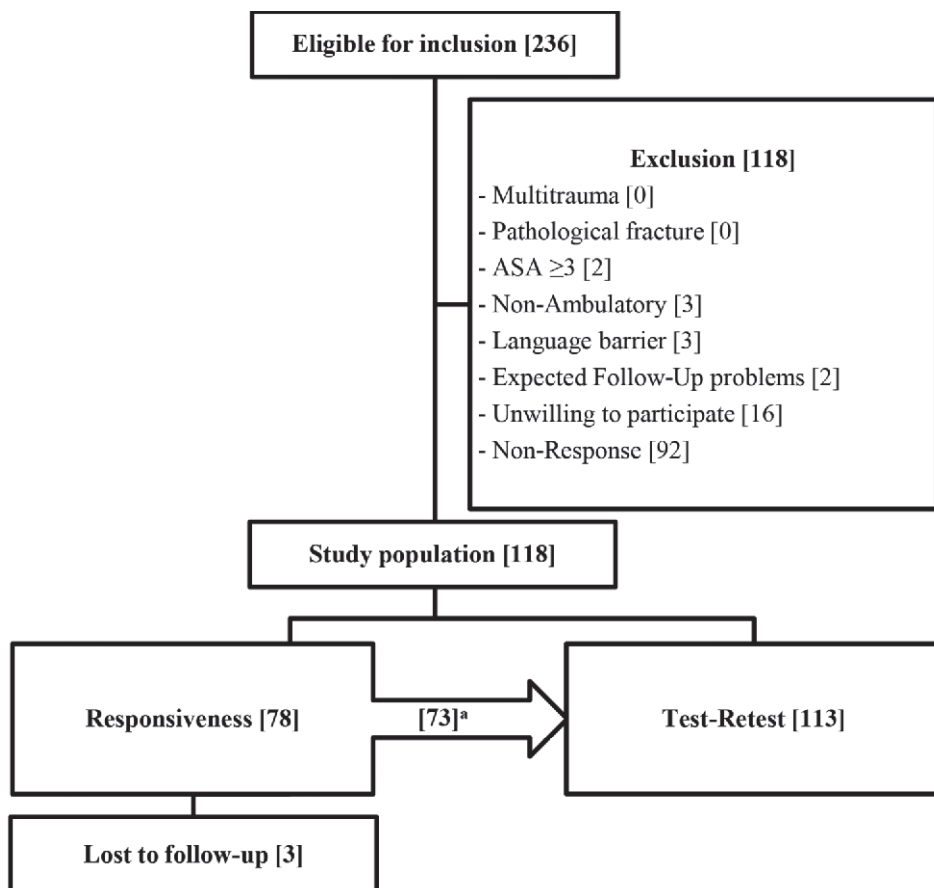 Eligible for inclusion [236]
Exclusion [118]
- Multitrauma [0]
- Pathological fracture [0]
- ASA ≥3 [2]
- Non-Ambulatory [3]
- Language barrier [3]
- Expected Follow-Up problems [2]
- Unwilling to participate [16]
- Non-Response [92]
Study population [118]
Responsiveness [78]
[73]ᵃ
Test-Retest [113]
Lost to follow-up [3]